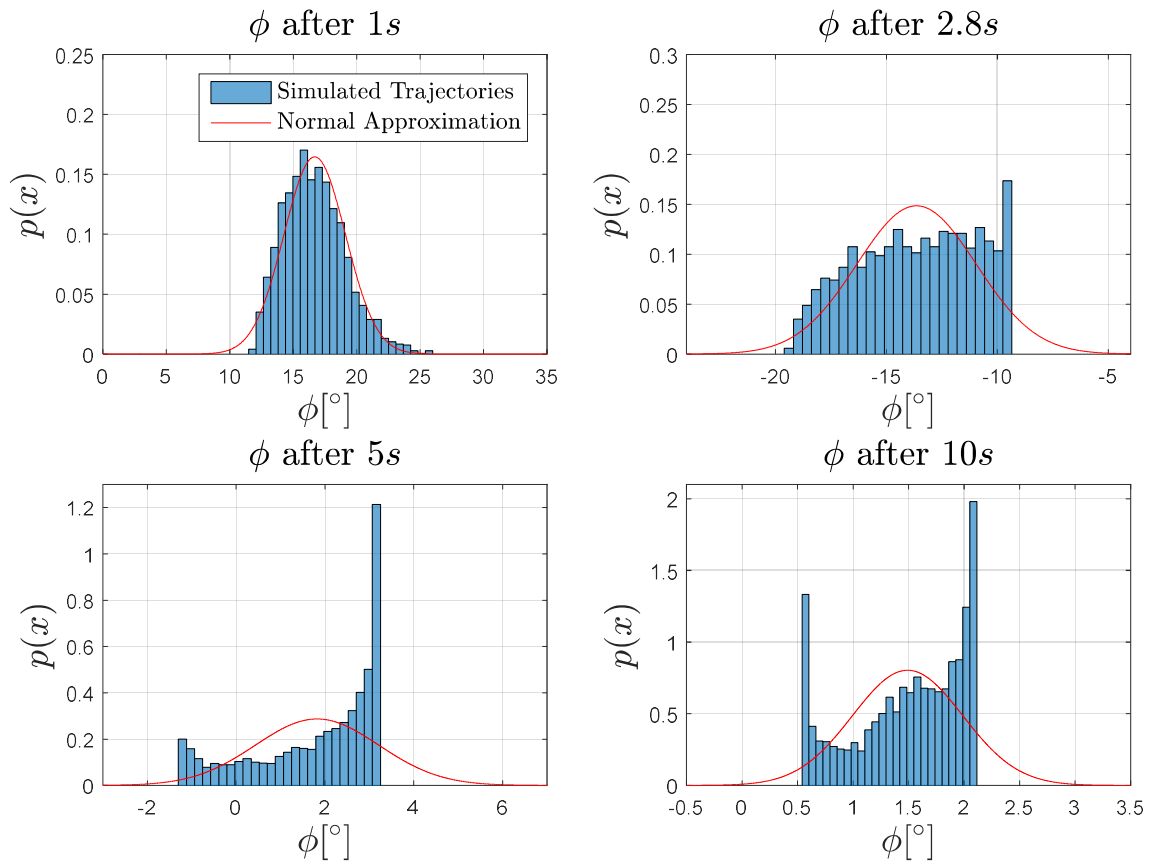 ϕ after 1s
0.25
0.2
0.15
0.1
0.05
0
p(x)
Simulated Trajectories
Normal Approximation
0 5 10 15 20 25 30 35
ϕ[°]
ϕ after 2.8s
0.3
0.25
0.2
0.15
0.1
0.05
0
p(x)
-20 -15 -10 -5
ϕ[°]
ϕ after 5s
1.2
1
0.8
0.6
0.4
0.2
0
p(x)
-2 0 2 4 6
ϕ[°]
ϕ after 10s
2
1.5
1
0.5
0
p(x)
-0.5 0 0.5 1 1.5 2 2.5 3 3.5
ϕ[°]